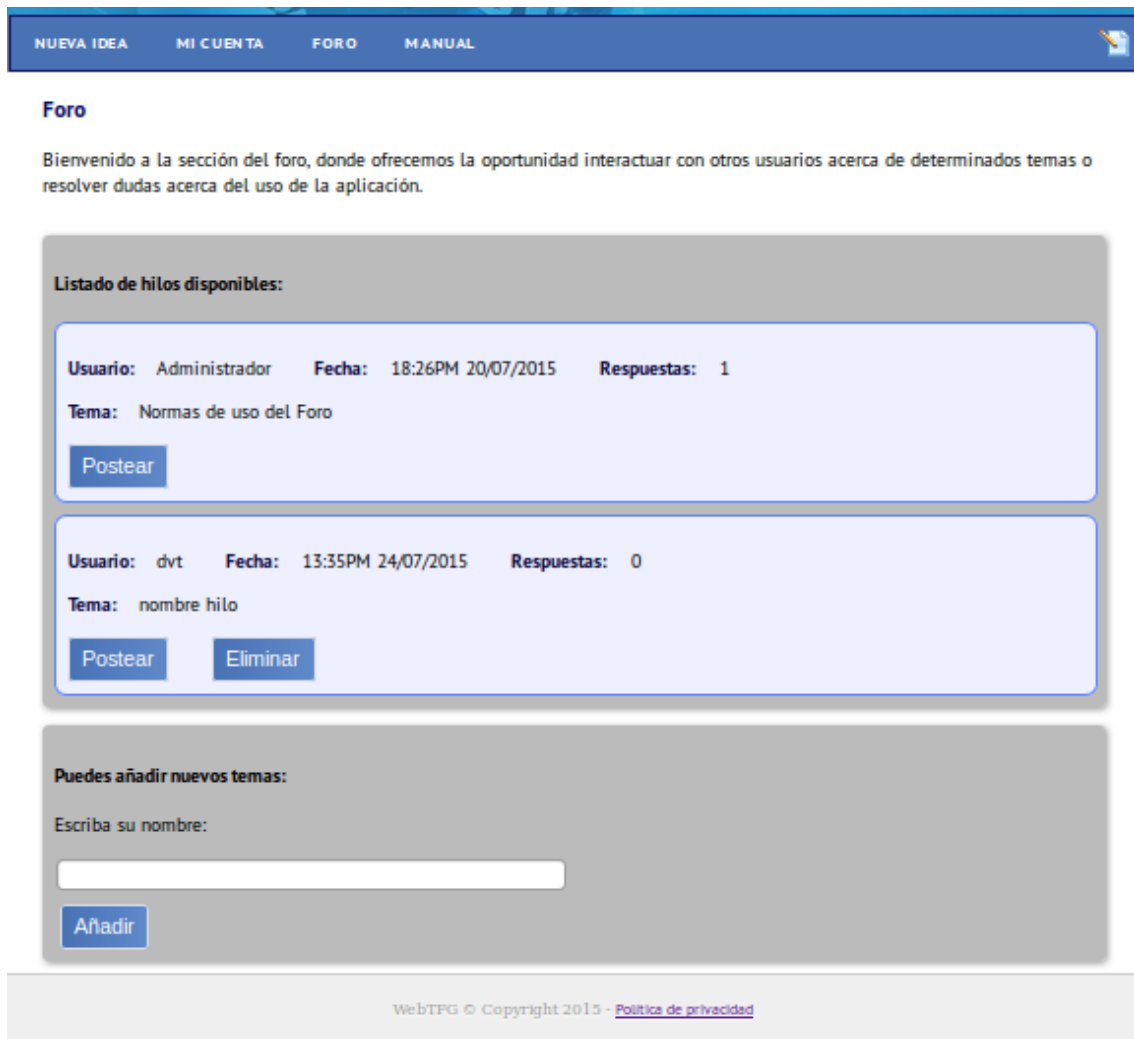 NUEVA IDEA MI CUENTA FORO MANUAL
Foro
Bienvenido a la sección del foro, donde ofrecemos la oportunidad interactuar con otros usuarios acerca de determinados temas o
resolver dudas acerca del uso de la aplicación.
Listado de hilos disponibles:
Usuario: Administrador Fecha: 18:26PM 20/07/2015 Respuestas: 1
Tema: Normas de uso del Foro
Postear
Usuario: dvt Fecha: 13:35PM 24/07/2015 Respuestas: 0
Tema: nombre hilo
Postear Eliminar
Puedes añadir nuevos temas:
Escriba su nombre:
Añadir
WebTFG © Copyright 2015 - Política de privacidad